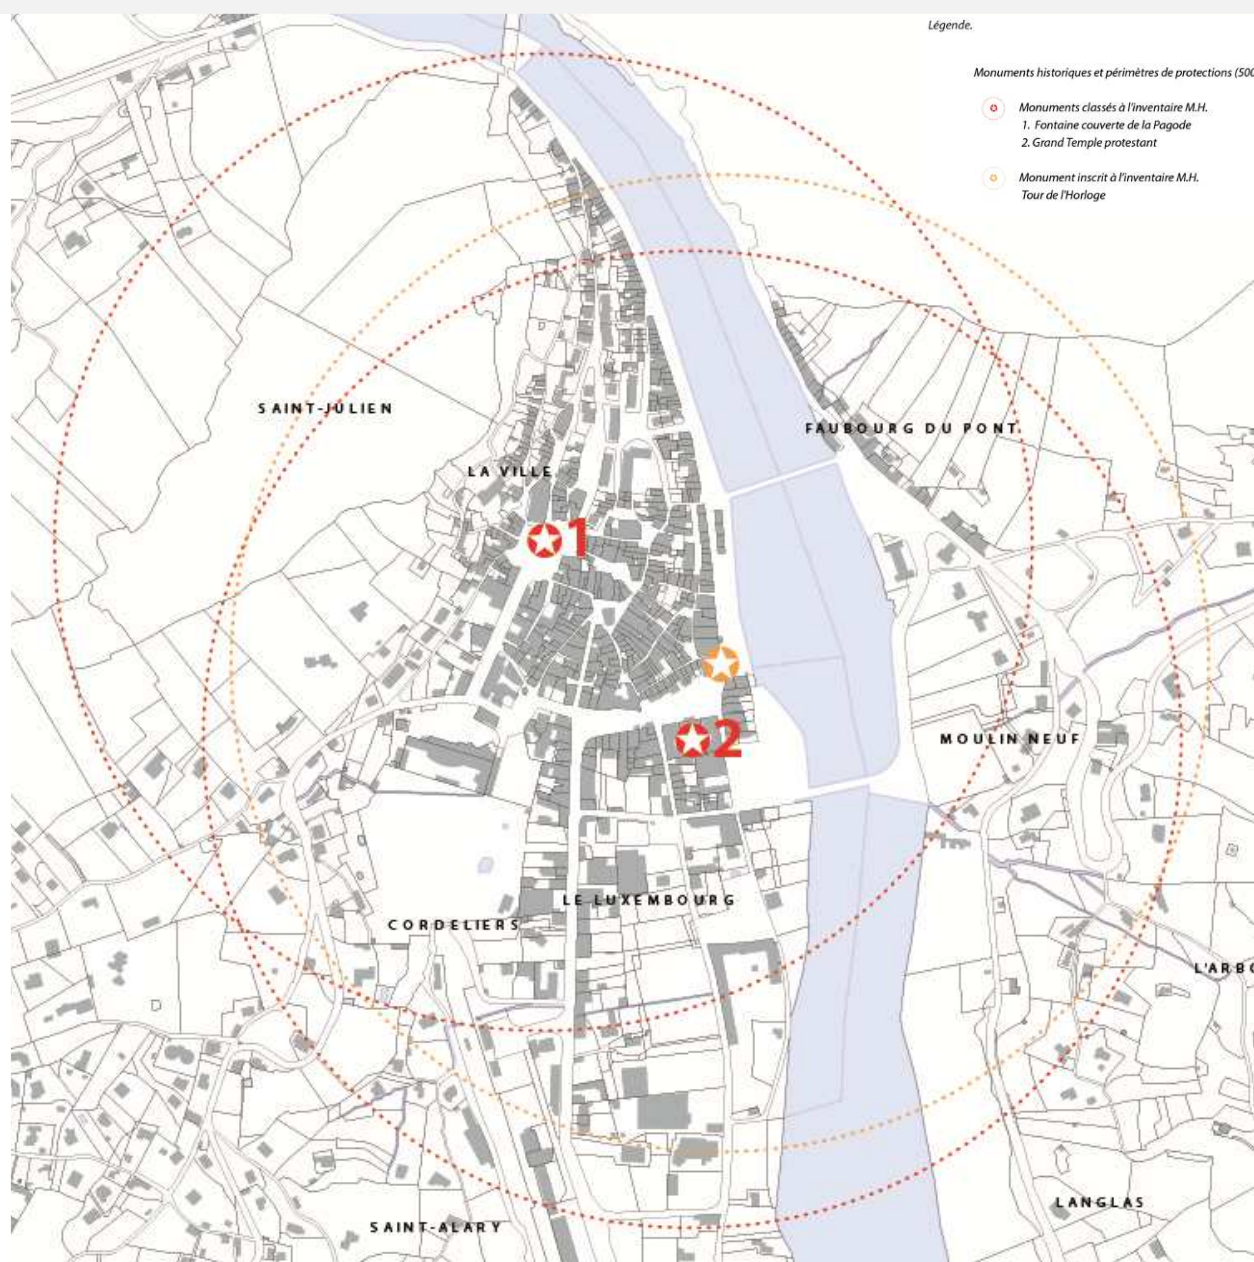 Légende.
Monuments historiques et périmètres de protections (500
Monuments classés à l'inventaire M.H.
1. Fontaine couverte de la Pagode
2. Grand Temple protestant
Monument inscrit à l'inventaire M.H.
Tour de l'Horloge
SAINT-JULIEN
FAUBOURG DU PONT
LA VILLE
1
2
MOULIN NEUF
LE LUXEMBOURG
CORDELIERS
L'ARBO
LANGLAS
SAINT-ALARY